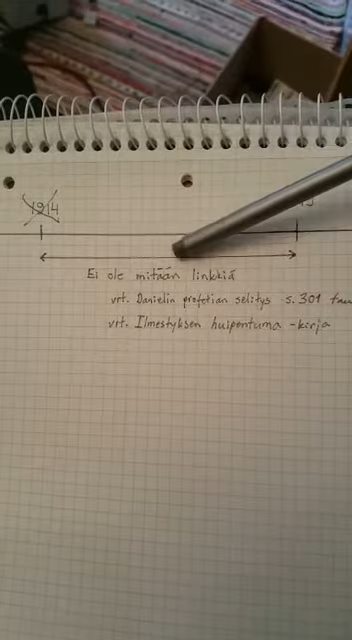 1914
Ei ole mitään linkkiä
vrt. Danielin profetian selitys s. 301
vrt. Ilmestyksen huipentuma -kirja